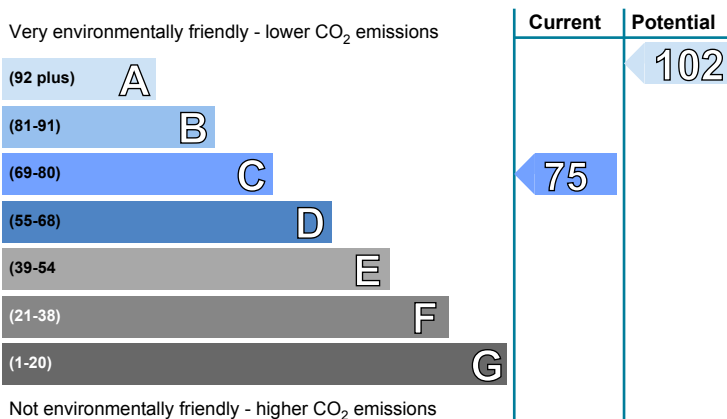 Very environmentally friendly - lower CO2 emissions
Current
Potential
102
(92 plus) A
(81-91) B
(69-80) C
75
(55-68) D
(39-54 E
(21-38) F
(1-20) G
Not environmentally friendly - higher CO2 emissions